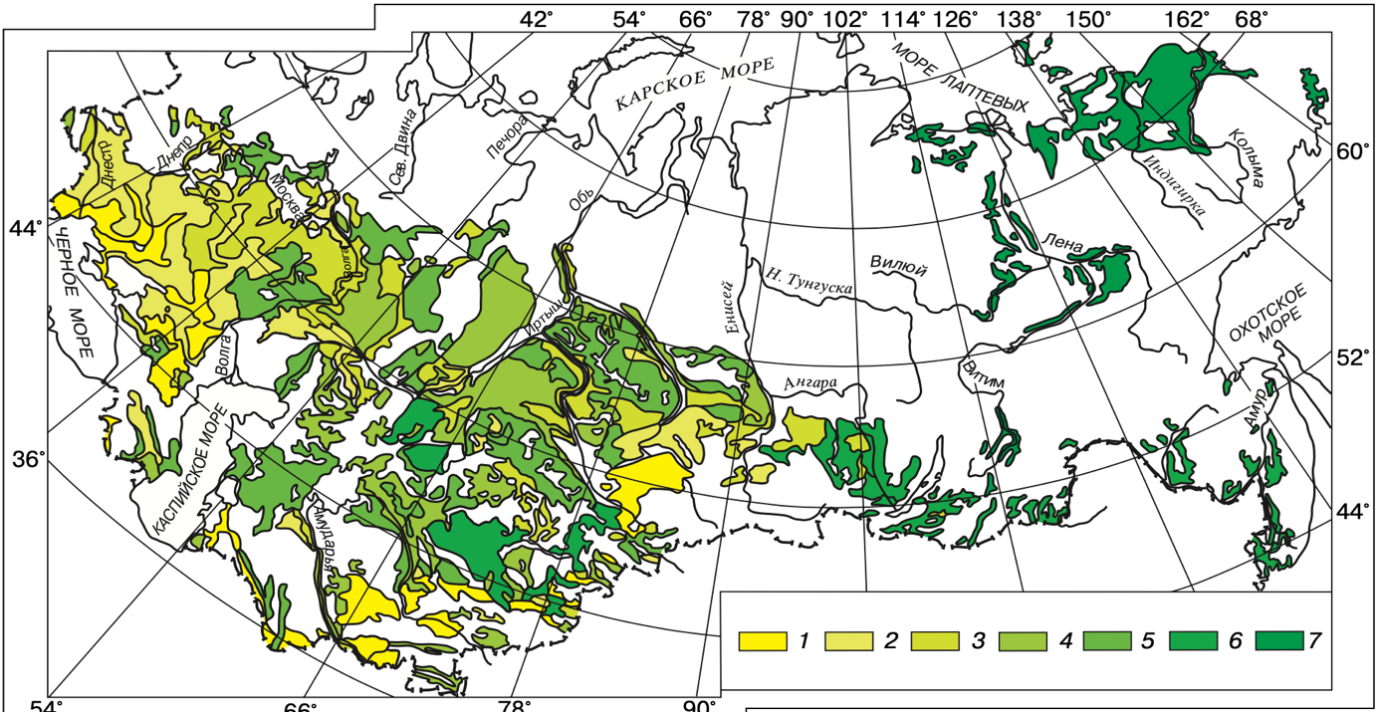 42° 54° 66° 78° 90° 102° 114° 126° 138° 150° 162° 68°
КАРСКОЕ МОРЕ
МОРЕ ЛАПТЕВЫХ
Печора
Сев. Двина
Днепр
Днестр
Москва
Обь
Колыма
Индигирка
60°
44°
ЧЕРНОЕ МОРЕ
Волга
Лена
Вилюй
Н. Тунгуска
Енисей
Иртыш
ОХОТСКОЕ
МОРЕ
52°
Волга
Ангара
Витим
Амур
36°
КАСПИЙСКОЕ МОРЕ
Амударья
44°
1 2 3 4 5 6 7
54° 66° 78° 90°